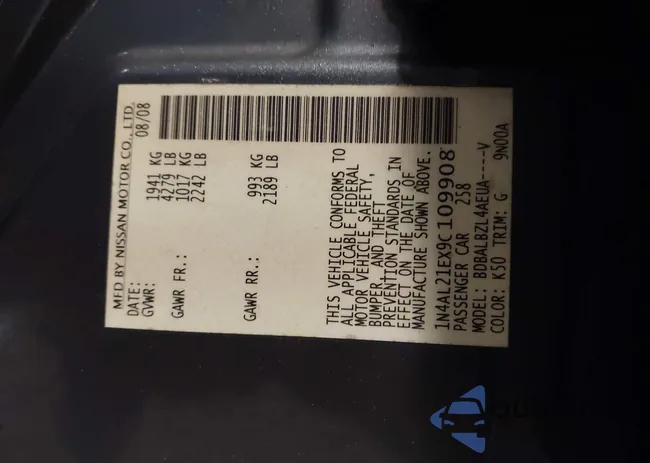 MFD BY NISSAN MOTOR CO., LTD.
DATE: 08/08
GVWR: 1941 KG
4279 LB
GAWR FR.: 1017 KG
2242 LB
GAWR RR.: 993 KG
2189 LB
THIS VEHICLE CONFORMS TO
ALL APPLICABLE FEDERAL
MOTOR VEHICLE SAFETY,
BUMPER, AND THEFT
PREVENTION STANDARDS IN
EFFECT ON THE DATE OF
MANUFACTURE SHOWN ABOVE.
1N4AL21EX9C109908
PASSENGER CAR 258
MODEL: BDBALBZL4AEUA----V
COLOR: K50 TRIM: G 9N00A